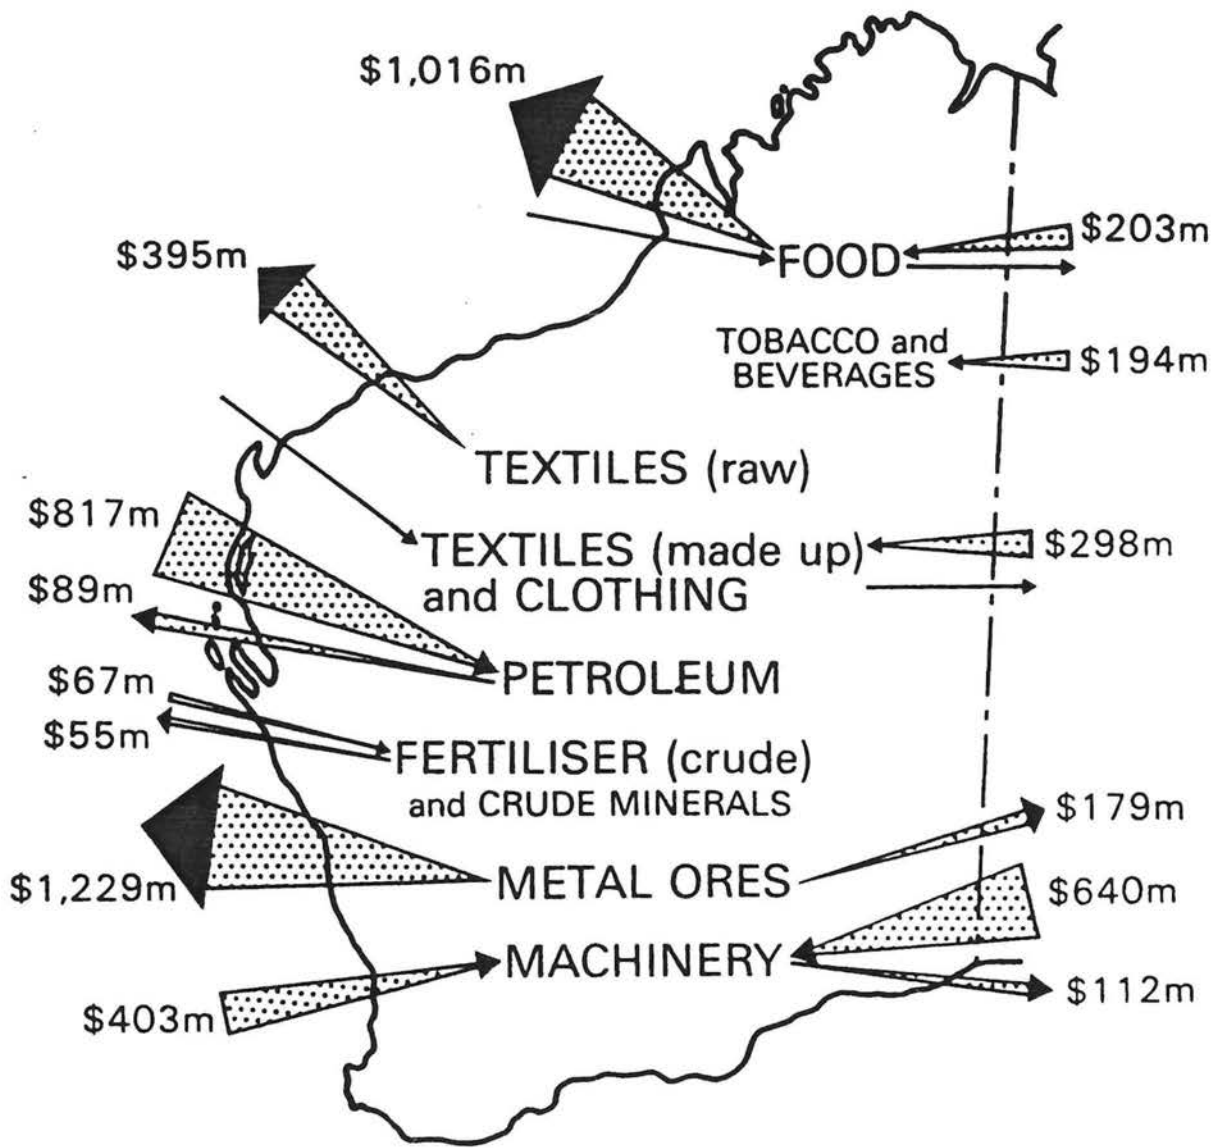 $1,016m
$203m
FOOD
$395m
TOBACCO and
BEVERAGES
$194m
TEXTILES (raw)
$817m
TEXTILES (made up)
and CLOTHING
$298m
$89m
PETROLEUM
$67m
$55m
FERTILISER (crude)
and CRUDE MINERALS
$179m
$1,229m
METAL ORES
$640m
MACHINERY
$403m
$112m